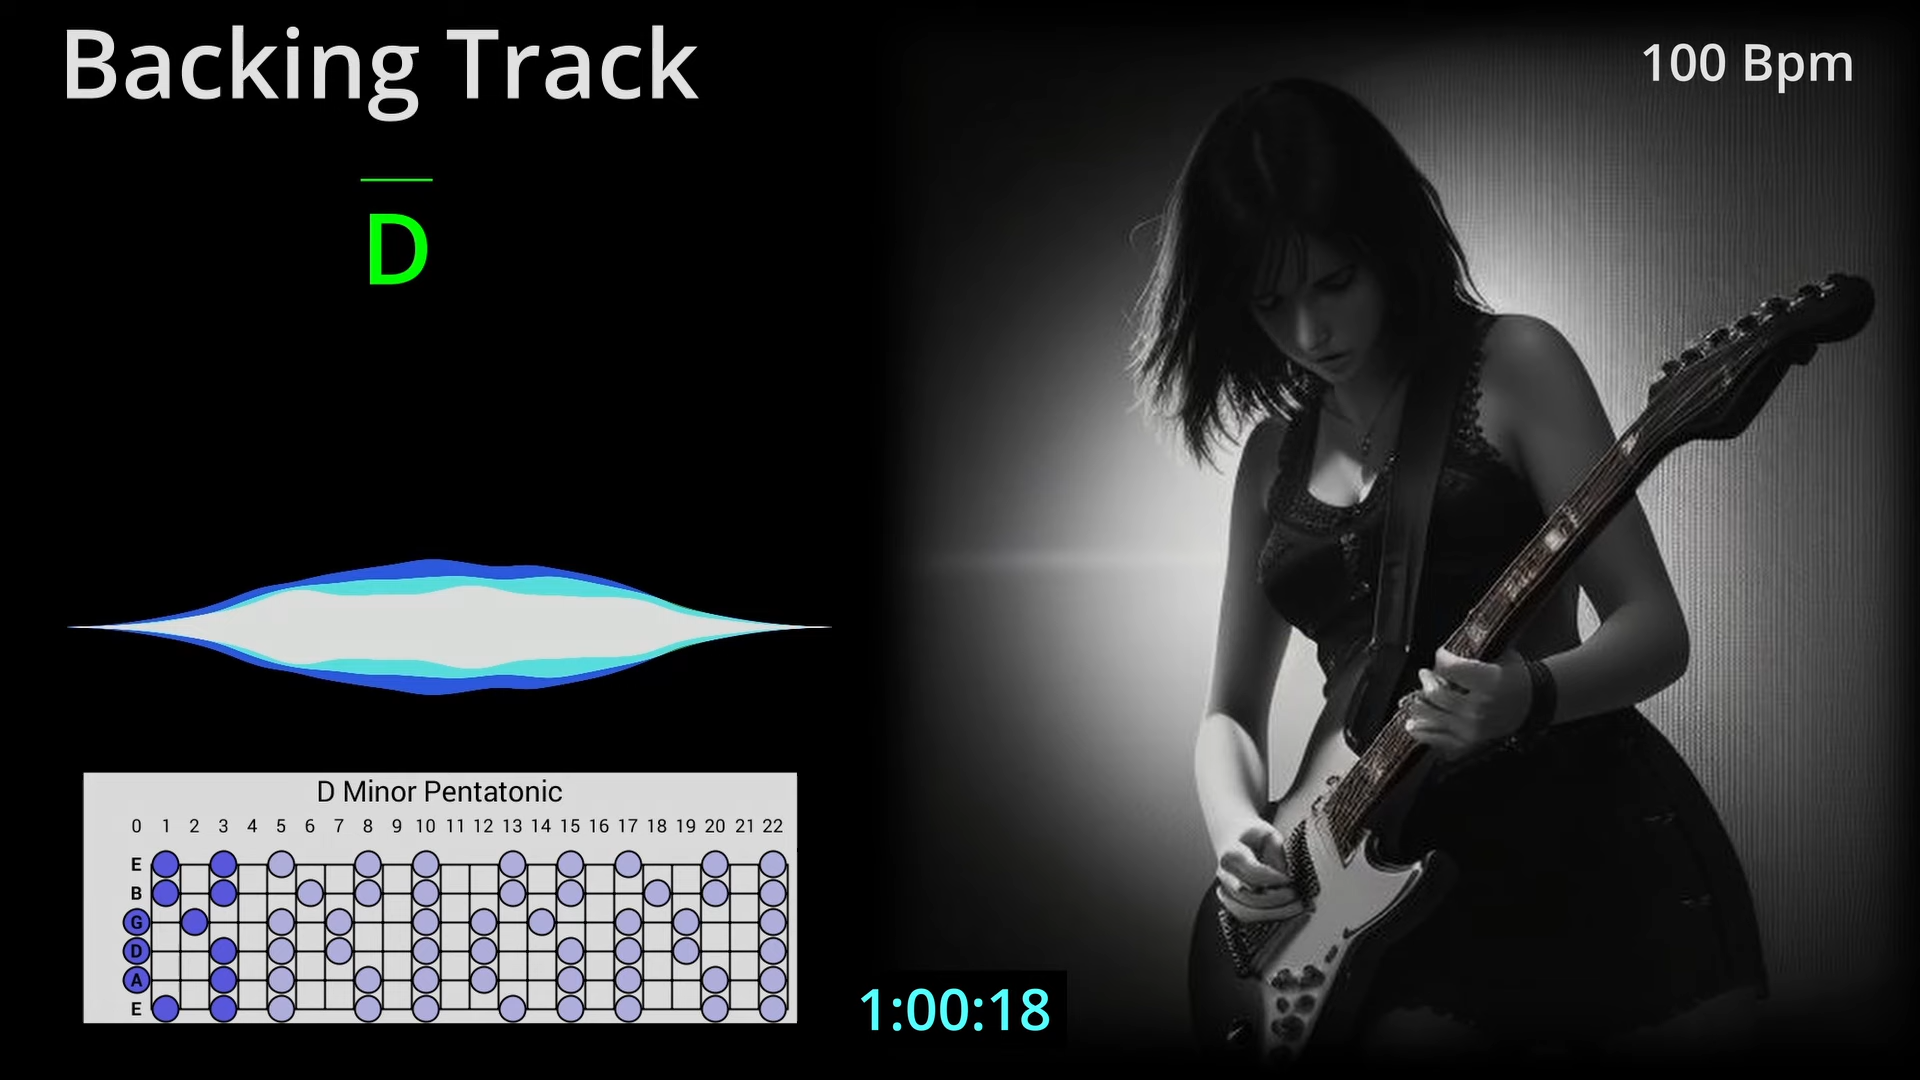 Backing Track
100 Bpm
D
D Minor Pentatonic
0 1 2 3 4 5 6 7 8 9 10 11 12 13 14 15 16 17 18 19 20 21 22
E
B
G
D
A
E
1:00:18